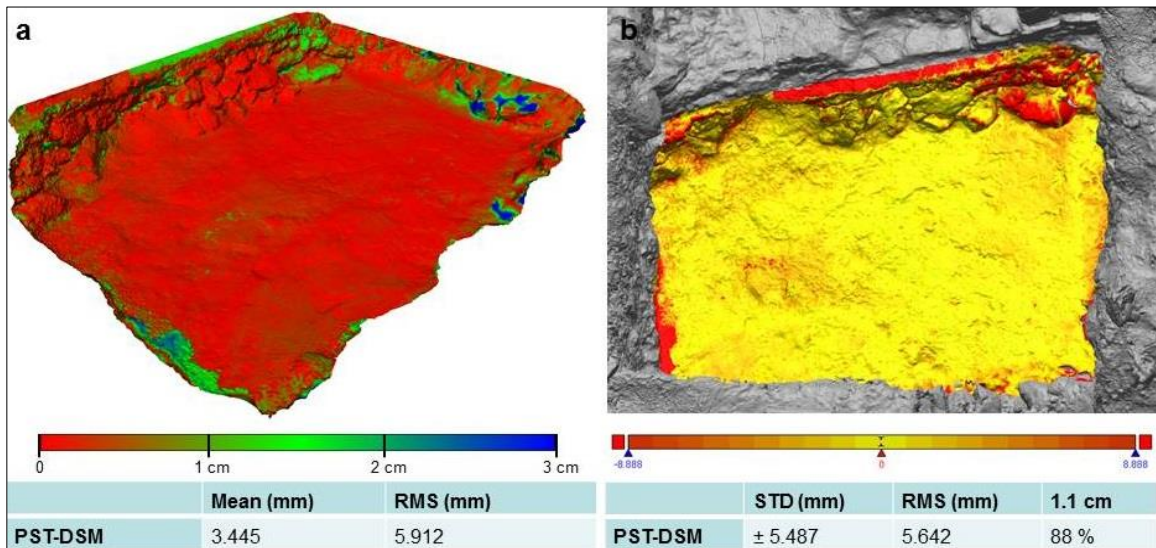 a
b
0 1 cm 2 cm 3 cm
-8.888 0 8.888
Mean (mm) RMS (mm)
PST-DSM 3.445 5.912
STD (mm) RMS (mm) 1.1 cm
PST-DSM ± 5.487 5.642 88 %